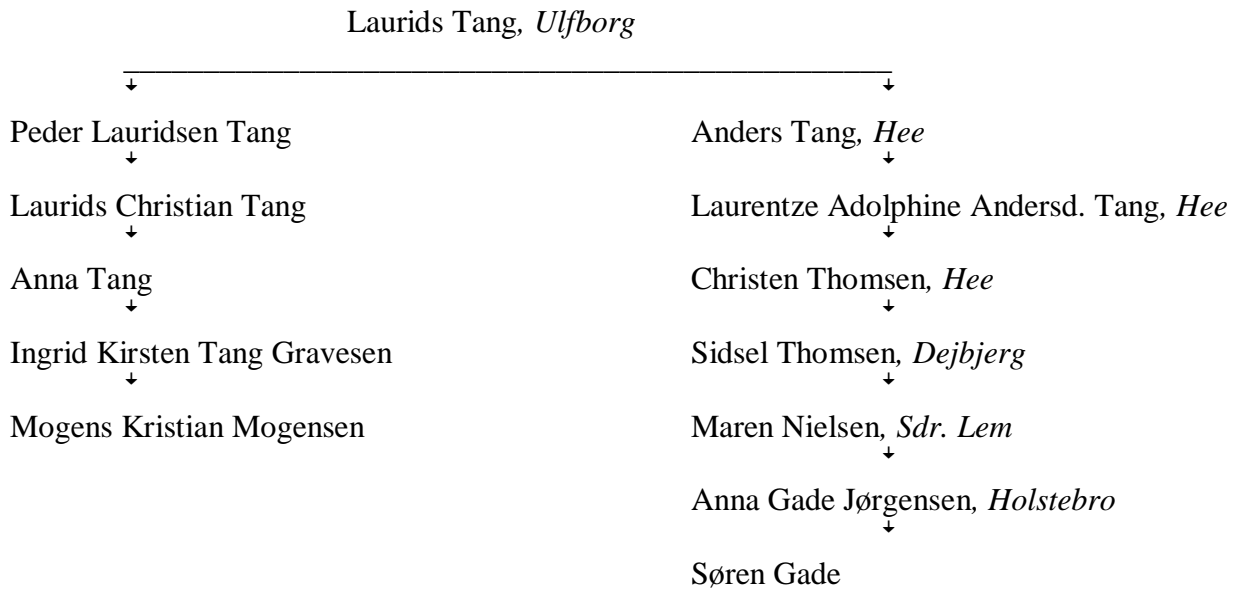 Laurids Tang, Ulfborg
Peder Lauridsen Tang Anders Tang, Hee
Laurids Christian Tang Laurentze Adolphine Andersd. Tang, Hee
Anna Tang Christen Thomsen, Hee
Ingrid Kirsten Tang Gravesen Sidsel Thomsen, Dejbjerg
Mogens Kristian Mogensen Maren Nielsen, Sdr. Lem
Anna Gade Jørgensen, Holstebro
Søren Gade